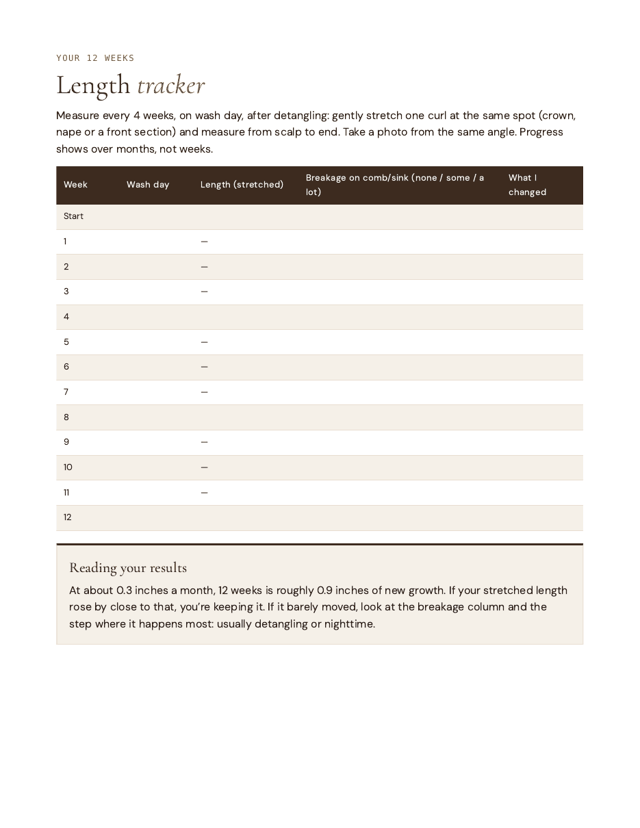 YOUR 12 WEEKS
Length tracker
Measure every 4 weeks, on wash day, after detangling: gently stretch one curl at the same spot (crown,
nape or a front section) and measure from scalp to end. Take a photo from the same angle. Progress
shows over months, not weeks.
Week Wash day Length (stretched) Breakage on comb/sink (none / some / a lot) What I changed
Start
1 —
2 —
3 —
4
5 —
6 —
7 —
8
9 —
10 —
11 —
12
Reading your results
At about 0.3 inches a month, 12 weeks is roughly 0.9 inches of new growth. If your stretched length
rose by close to that, you're keeping it. If it barely moved, look at the breakage column and the
step where it happens most: usually detangling or nighttime.